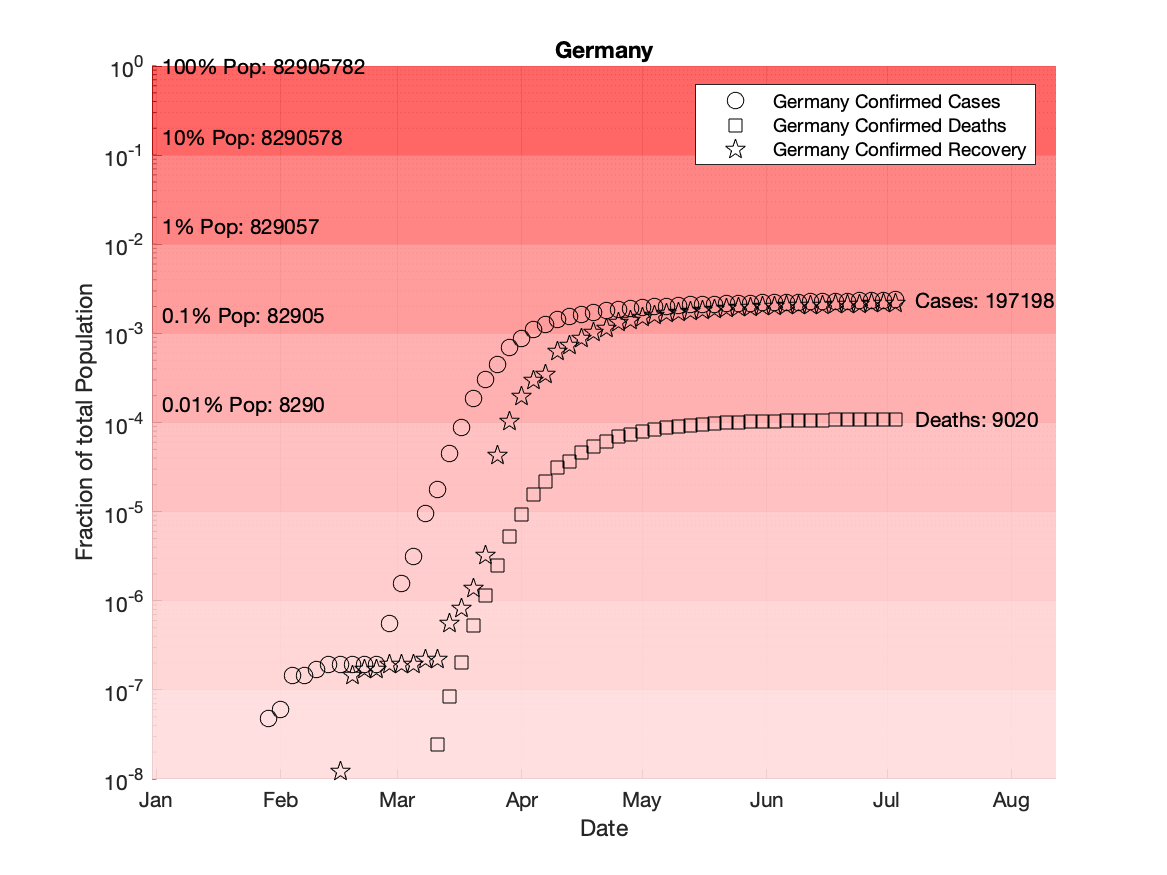 Germany
10^0
100% Pop: 82905782
Germany Confirmed Cases
Germany Confirmed Deaths
Germany Confirmed Recovery
10% Pop: 8290578
10^-1
1% Pop: 829057
10^-2
Cases: 197198
0.1% Pop: 82905
10^-3
0.01% Pop: 8290
10^-4
Deaths: 9020
10^-5
10^-6
10^-7
10^-8
Fraction of total Population
Jan Feb Mar Apr May Jun Jul Aug
Date